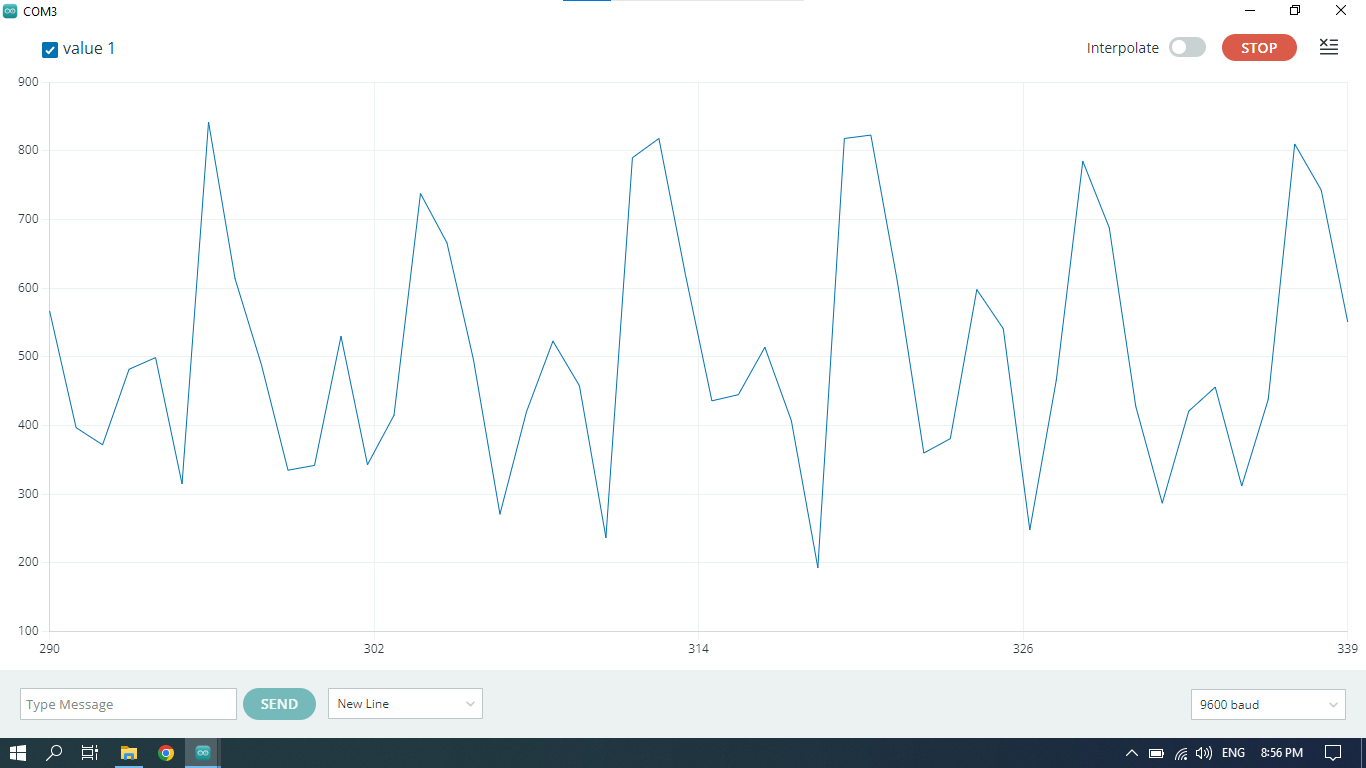 COM3
value 1
Interpolate
STOP
900
800
700
600
500
400
300
200
100
290
302
314
326
339
Type Message
SEND
New Line
9600 baud
ENG
8:56 PM